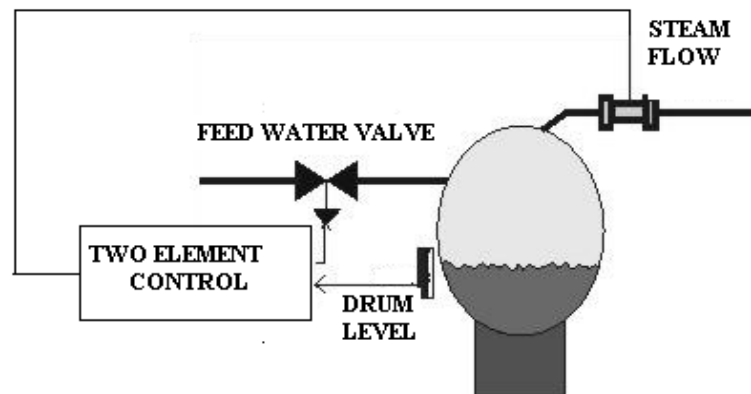 STEAM
FLOW
FEED WATER VALVE
TWO ELEMENT
CONTROL
DRUM
LEVEL